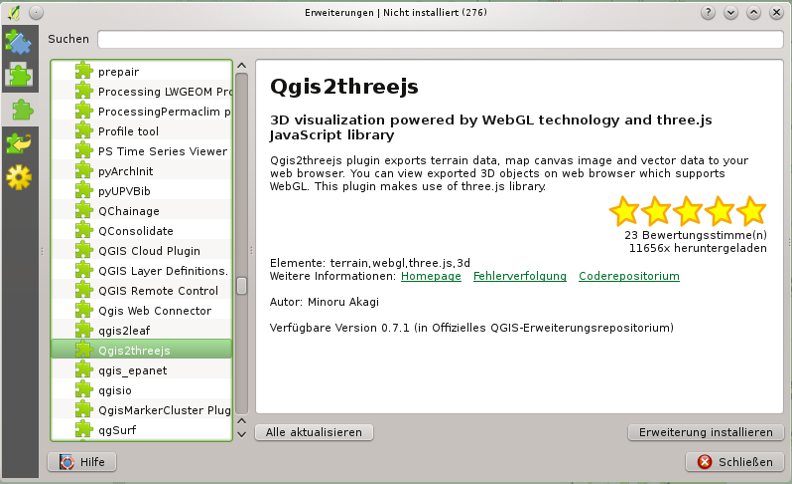 Erweiterungen | Nicht installiert (276)
Suchen
prepair
Processing LWGEOM Pro
ProcessingPermaclim p
Profile tool
PS Time Series Viewer
pyArchInit
pyUPVBib
QChainage
QConsolidate
QGIS Cloud Plugin
QGIS Layer Definitions.
QGIS Remote Control
Qgis Web Connector
qgis2leaf
Qgis2threejs
qgis_epanet
qgisio
QgisMarkerCluster Plug
qgSurf
Qgis2threejs
3D visualization powered by WebGL technology and three.js
JavaScript library
Qgis2threejs plugin exports terrain data, map canvas image and vector data to your
web browser. You can view exported 3D objects on web browser which supports
WebGL. This plugin makes use of three.js library.
23 Bewertungsstimme(n)
11656x heruntergeladen
Elemente: terrain,webgl,three.js,3d
Weitere Informationen: Homepage Fehlerverfolgung Coderepositorium
Autor: Minoru Akagi
Verfügbare Version 0.7.1 (in Offizielles QGIS-Erweiterungsrepositorium)
Alle aktualisieren
Erweiterung installieren
Hilfe
Schließen